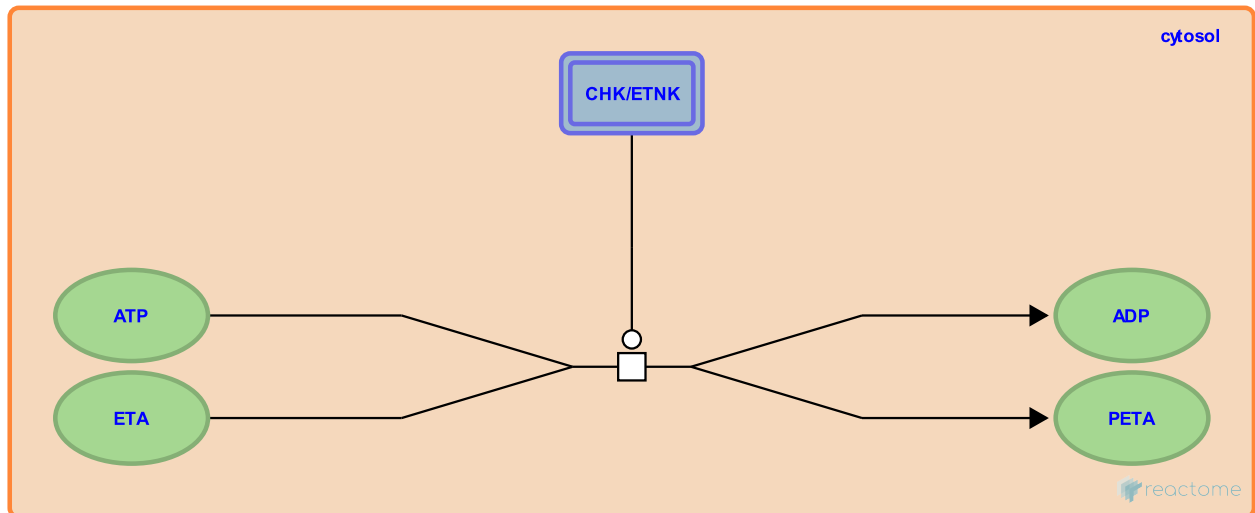 cytosol
CHK/ETNK
ATP
ADP
ETA
PETA
reactome